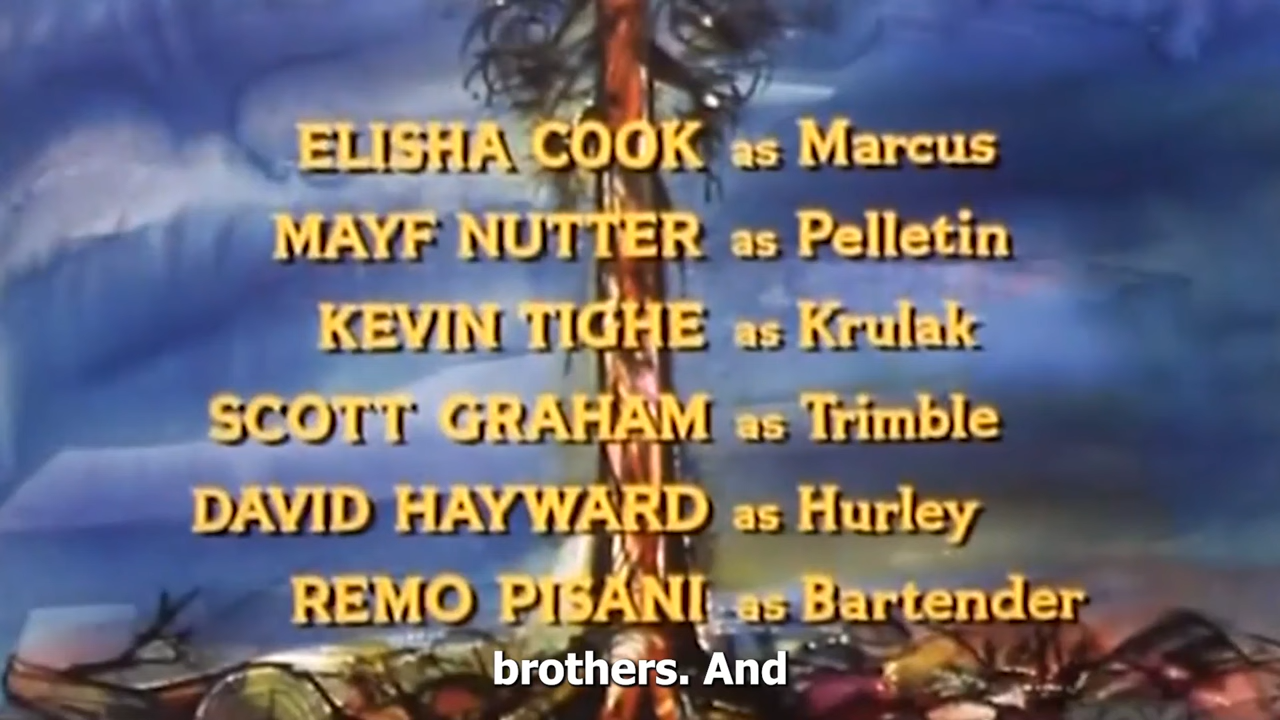 ELISHA COOK as Marcus
MAYF NUTTER as Pelletin
KEVIN TIGHE as Krulak
SCOTT GRAHAM as Trimble
DAVID HAYWARD as Hurley
REMO PISANI as Bartender
brothers. And